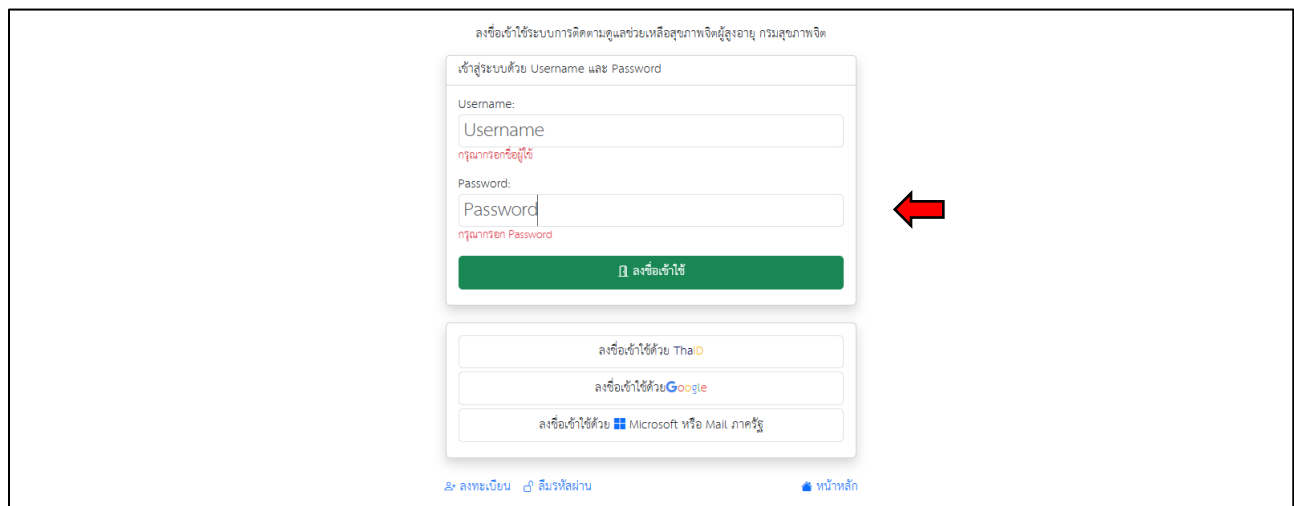 ลงชื่อเข้าใช้ระบบการติดตามดูแลช่วยเหลือสุขภาพจิตผู้สูงอายุ กรมสุขภาพจิต
เข้าสู่ระบบด้วย Username และ Password
Username:
Username
กรุณากรอกชื่อผู้ใช้
Password:
Password
กรุณากรอก Password
ลงชื่อเข้าใช้
ลงชื่อเข้าใช้ด้วย ThaiD
ลงชื่อเข้าใช้ด้วยGoogle
ลงชื่อเข้าใช้ด้วย Microsoft หรือ Mail ภาครัฐ
ลงทะเบียน ลืมรหัสผ่าน หน้าหลัก